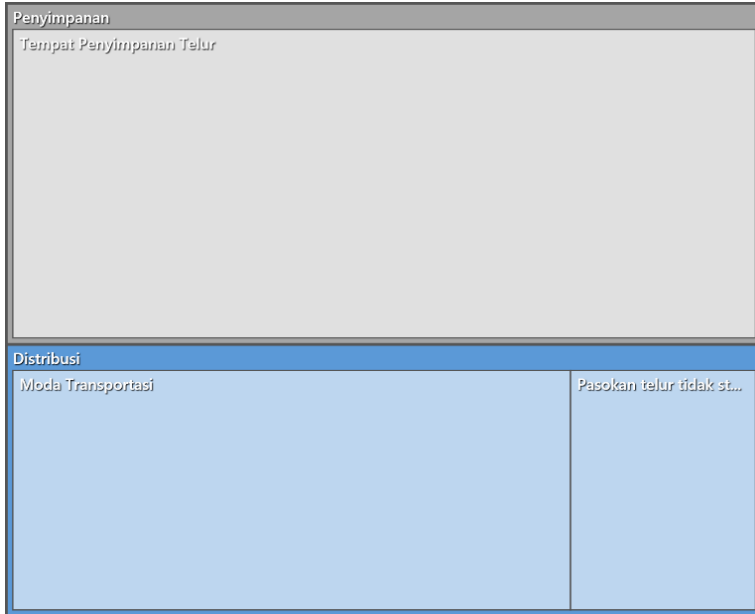 Penyimpanan
Tempat Penyimpanan Telur
Distribusi
Moda Transportasi
Pasokan telur tidak st...